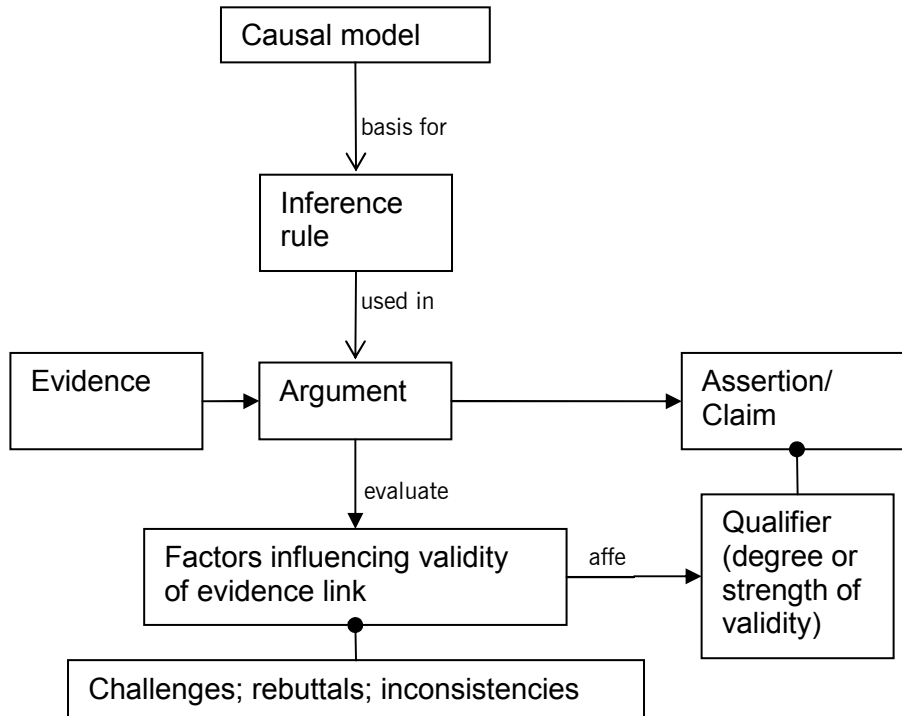 Causal model
basis for
Inference
rule
used in
Evidence
Argument
Assertion/
Claim
evaluate
Factors influencing validity
of evidence link
affe
Qualifier
(degree or
strength of
validity)
Challenges; rebuttals; inconsistencies